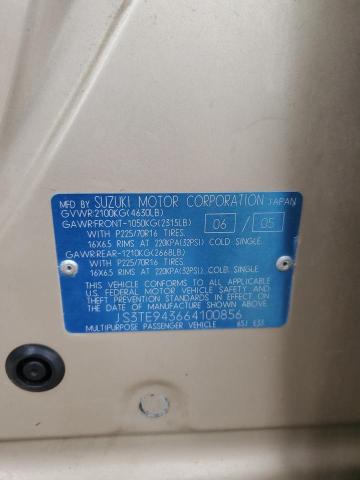 MFD BY SUZUKI MOTOR CORPORATION JAPAN
GVWR:2100KG(4630LB)
GAWR:FRONT-1050KG(2315LB) 06 / 05
WITH P225/70R16 TIRES.
16X6.5 RIMS AT 220KPA(32PSI) COLD SINGLE.
GAWR:REAR-1210KG(2668LB)
WITH P225/70R16 TIRES.
16X6.5 RIMS AT 220KPA(32PSI) COLD SINGLE.
THIS VEHICLE CONFORMS TO ALL APPLICABLE
U.S. FEDERAL MOTOR VEHICLE SAFETY AND
THEFT PREVENTION STANDARDS IN EFFECT ON
THE DATE OF MANUFACTURE SHOWN ABOVE.
JS3TE943664100856
MULTIPURPOSE PASSENGER VEHICLE